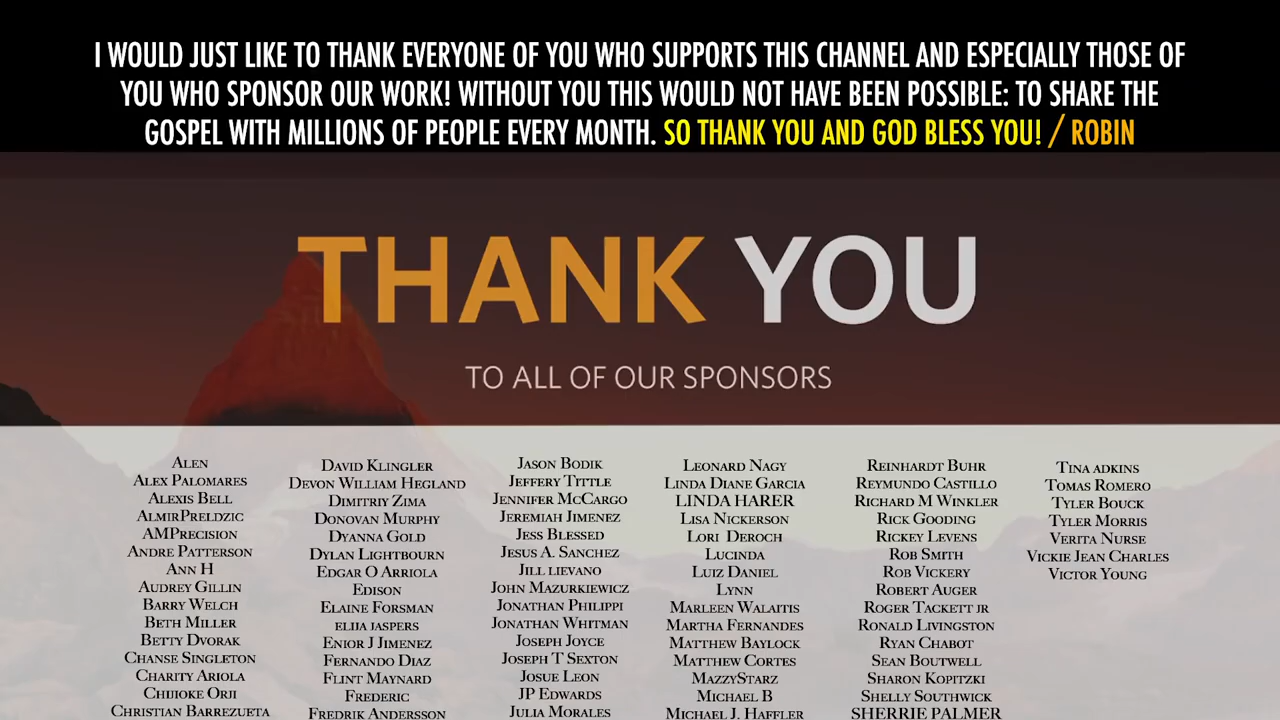 I WOULD JUST LIKE TO THANK EVERYONE OF YOU WHO SUPPORTS THIS CHANNEL AND ESPECIALLY THOSE OF
YOU WHO SPONSOR OUR WORK! WITHOUT YOU THIS WOULD NOT HAVE BEEN POSSIBLE: TO SHARE THE
GOSPEL WITH MILLIONS OF PEOPLE EVERY MONTH. SO THANK YOU AND GOD BLESS YOU! / ROBIN
THANK YOU
TO ALL OF OUR SPONSORS
ALEN
ALEX PALOMARES
ALEXIS BELL
ALMIRPRELDZIC
AMPRECISION
ANDRE PATTERSON
ANN H
AUDREY GILLIN
BARRY WELCH
BETH MILLER
BETTY DVORAK
CHANSE SINGLETON
CHARITY ARIOLA
CHIJIOKE ORJI
CHRISTIAN BARREZUETA
DAVID KLINGLER
DEVON WILLIAM HEGLAND
DIMITRIY ZIMA
DONOVAN MURPHY
DYANNA GOLD
DYLAN LIGHTBOURN
EDGAR O ARRIOLA
EDISON
ELAINE FORSMAN
ELIJA JASPERS
ENIOR J JIMENEZ
FERNANDO DIAZ
FLINT MAYNARD
FREDERIC
FREDRIK ANDERSSON
JASON BODIK
JEFFERY TITTLE
JENNIFER MCCARGO
JEREMIAH JIMENEZ
JESS BLESSED
JESUS A. SANCHEZ
JILL LIEVANO
JOHN MAZURKIEWICZ
JONATHAN PHILIPPI
JONATHAN WHITMAN
JOSEPH JOYCE
JOSEPH T SEXTON
JOSUE LEON
JP EDWARDS
JULIA MORALES
LEONARD NAGY
LINDA DIANE GARCIA
LINDA HARER
LISA NICKERSON
LORI DEROCH
LUCINDA
LUIZ DANIEL
LYNN
MARLEEN WALAITIS
MARTHA FERNANDES
MATTHEW BAYLOCK
MATTHEW CORTES
MAZZYSTARZ
MICHAEL B
MICHAEL J. HAFFLER
REINHARDT BUHR
REYMUNDO CASTILLO
RICHARD M WINKLER
RICK GOODING
RICKEY LEVENS
ROB SMITH
ROB VICKERY
ROBERT AUGER
ROGER TACKETT JR
RONALD LIVINGSTON
RYAN CHABOT
SEAN BOUTWELL
SHARON KOPITZKI
SHELLY SOUTHWICK
SHERRIE PALMER
TINA ADKINS
TOMAS ROMERO
TYLER BOUCK
TYLER MORRIS
VERITA NURSE
VICKIE JEAN CHARLES
VICTOR YOUNG